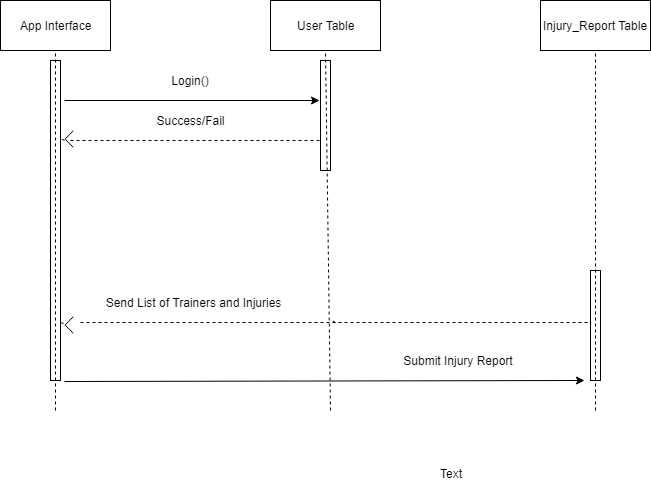 App Interface
User Table
Injury_Report Table
Login()
Success/Fail
Send List of Trainers and Injuries
Submit Injury Report
Text